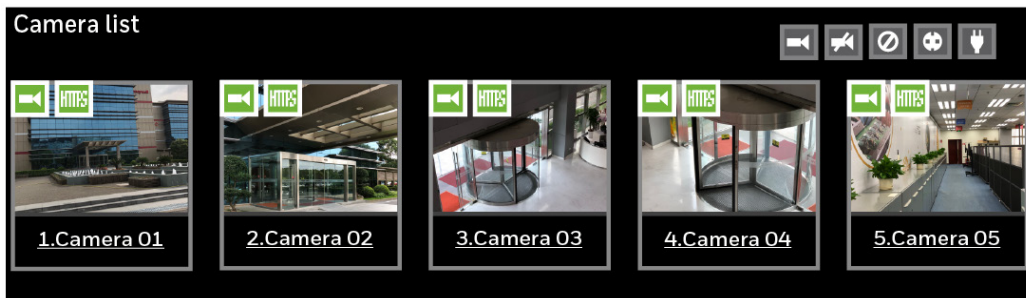 Camera list
HTTPS
HTTPS
HTTPS
HTTPS
HTTPS
1.Camera 01
2.Camera 02
3.Camera 03
4.Camera 04
5.Camera 05